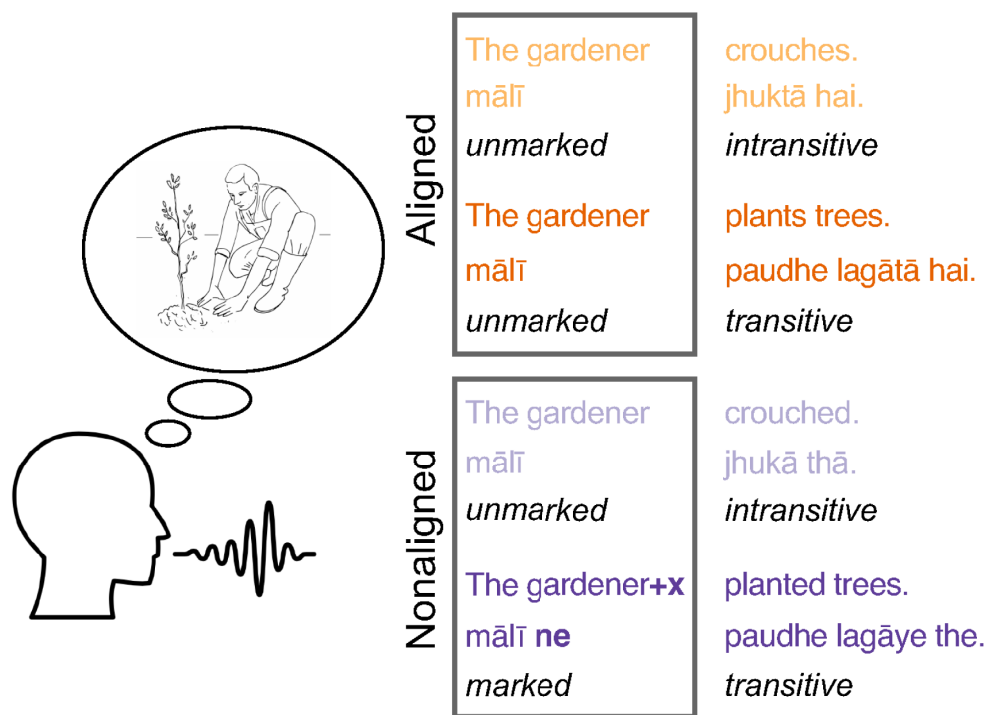 Aligned
The gardener crouches.
mālī jhuktā hai.
unmarked intransitive
The gardener plants trees.
mālī paudhe lagātā hai.
unmarked transitive
Nonaligned
The gardener crouched.
mālī jhukā thā.
unmarked intransitive
The gardener+x planted trees.
mālī ne paudhe lagāye the.
marked transitive